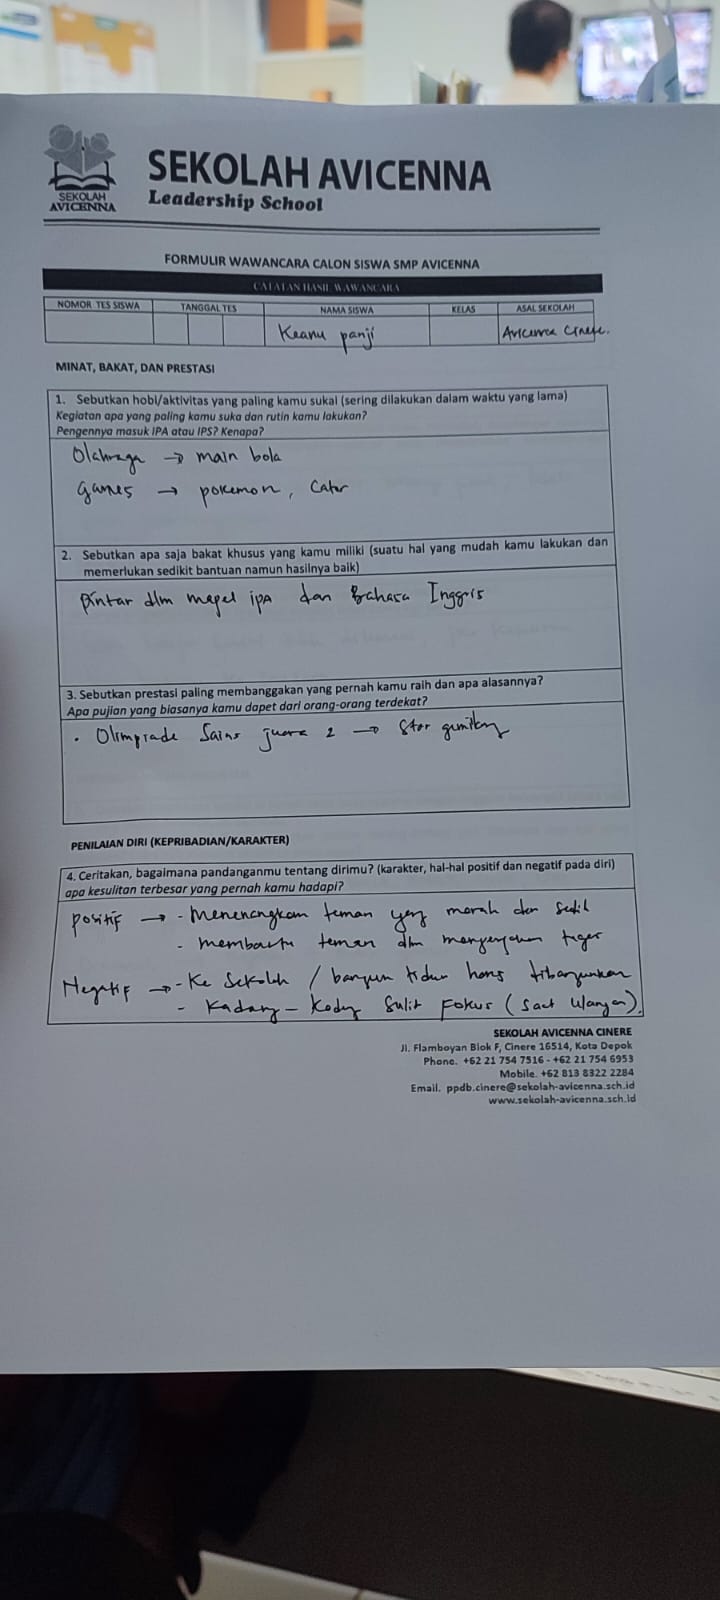 SEKOLAH AVICENNA
SEKOLAH AVICENNA
Leadership School
FORMULIR WAWANCARA CALON SISWA SMP AVICENNA
CATATAN HASIL WAWANCARA
NOMOR TES SISWA TANGGAL TES NAMA SISWA KELAS ASAL SEKOLAH
Keanu panji Avicenna Cinere.
MINAT, BAKAT, DAN PRESTASI
1. Sebutkan hobi/aktivitas yang paling kamu sukai (sering dilakukan dalam waktu yang lama)
Kegiatan apa yang paling kamu suka dan rutin kamu lakukan?
Pengennya masuk IPA atau IPS? Kenapa?
Olahraga → main bola
games → pokemon, Catur
2. Sebutkan apa saja bakat khusus yang kamu miliki (suatu hal yang mudah kamu lakukan dan
memerlukan sedikit bantuan namun hasilnya baik)
Pintar dlm mapel ipA dan Bahasa Inggris
3. Sebutkan prestasi paling membanggakan yang pernah kamu raih dan apa alasannya?
Apa pujian yang biasanya kamu dapet dari orang-orang terdekat?
• Olimpiade Sains juara 2 →
PENILAIAN DIRI (KEPRIBADIAN/KARAKTER)
4. Ceritakan, bagaimana pandanganmu tentang dirimu? (karakter, hal-hal positif dan negatif pada diri)
apa kesulitan terbesar yang pernah kamu hadapi?
positif → - Menenangkan teman yang marah dan sedih
- membantu teman dlm mengerjakan tugas
Negatif → - Ke Sekolah / bangun tidur harus dibangunkan
- Kadang - kadang Sulit Fokus (saat Ulangan).
SEKOLAH AVICENNA CINERE
Jl. Flamboyan Blok F, Cinere 16514, Kota Depok
Phone. +62 21 754 7516 - +62 21 754 6953
Mobile. +62 813 8322 2284
Email. ppdb.cinere@sekolah-avicenna.sch.id
www.sekolah-avicenna.sch.id